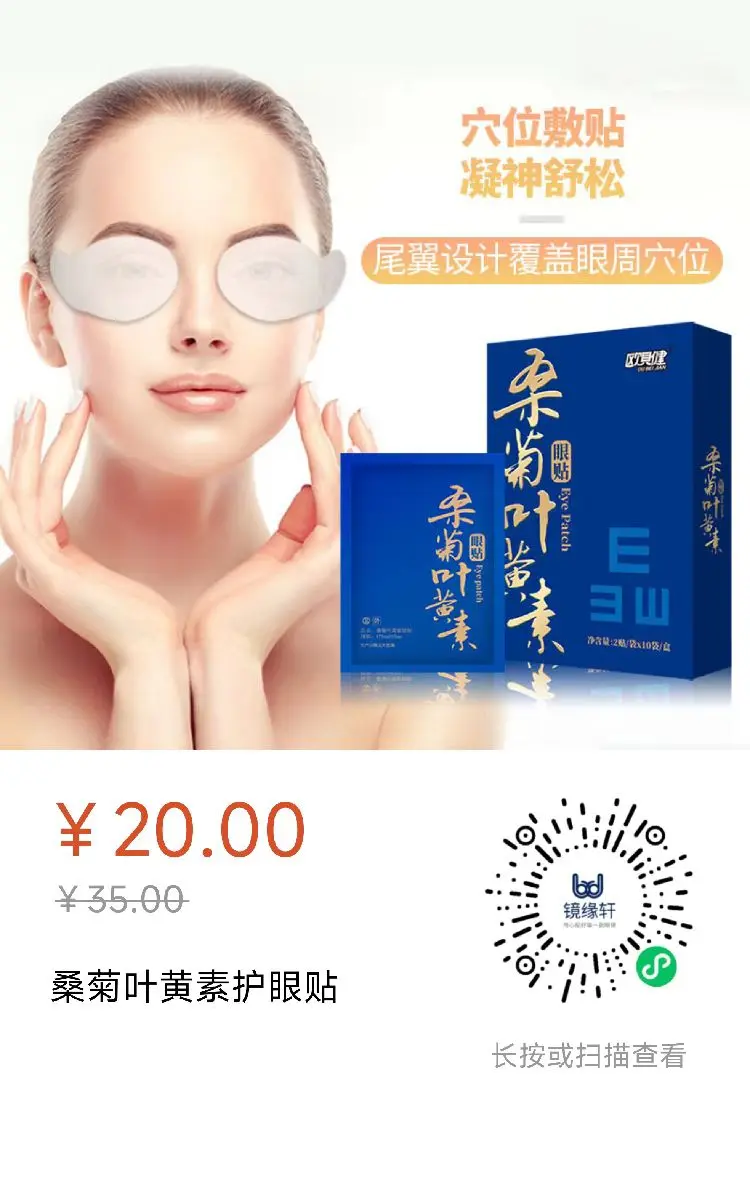 穴位敷贴
凝神舒松
尾翼设计覆盖眼周穴位
欧贝健
OU BEI JIAN
桑菊叶黄素
眼贴
Eye Patch
净含量:2贴/袋x10袋/盒
桑菊叶黄素
桑菊叶黄素
眼贴
Eye patch
¥ 20.00
¥ 35.00
桑菊叶黄素护眼贴
镜缘轩
长按或扫描查看